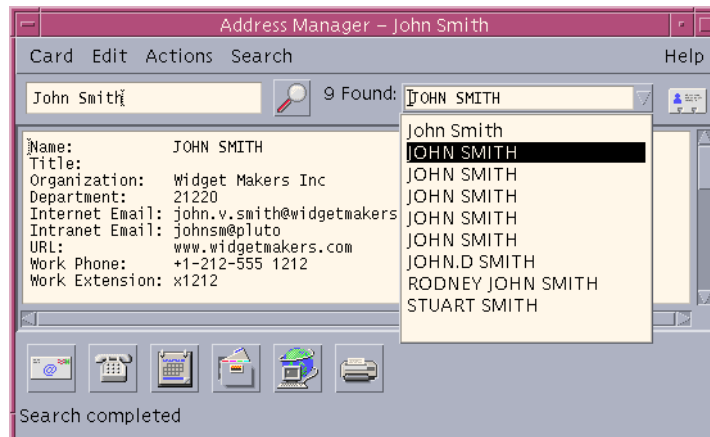 Address Manager – John Smith
Card Edit Actions Search Help
John Smith
9 Found:
JOHN SMITH
John Smith
JOHN SMITH
JOHN SMITH
JOHN SMITH
JOHN SMITH
JOHN SMITH
JOHN.D SMITH
RODNEY JOHN SMITH
STUART SMITH
Name: JOHN SMITH
Title:
Organization: Widget Makers Inc
Department: 21220
Internet Email: john.v.smith@widgetmakers
Intranet Email: johnsm@pluto
URL: www.widgetmakers.com
Work Phone: +1-212-555 1212
Work Extension: x1212
Search completed